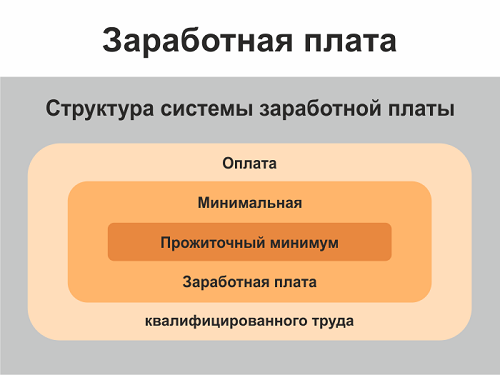 Заработная плата
Структура системы заработной платы
Оплата
Минимальная
Прожиточный минимум
Заработная плата
квалифицированного труда